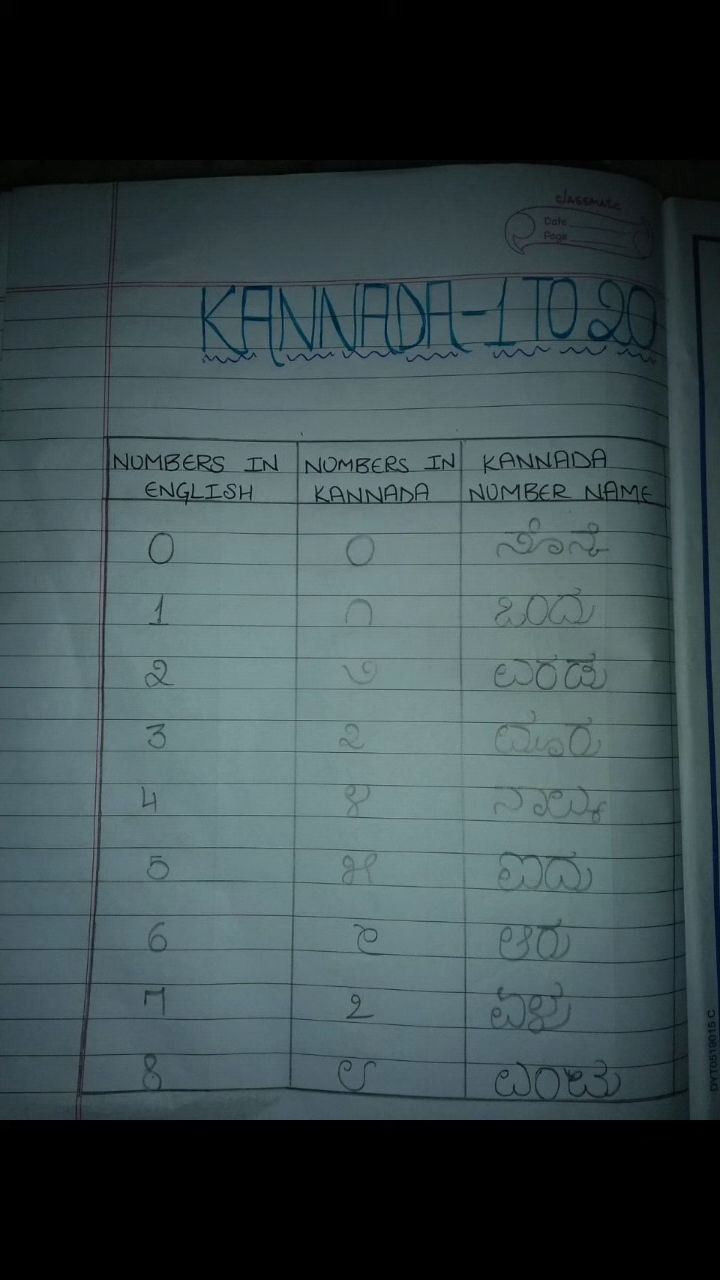 classmate
Date
Page
KANNADA-1 TO 20
NUMBERS IN ENGLISH NUMBERS IN KANNADA KANNADA NUMBER NAME
0 ೦ ಸೊನ್ನೆ
1 ೧ ಒಂದು
2 ೨ ಎರಡು
3 ೩ ಮೂರು
4 ೪ ನಾಲ್ಕು
5 ೫ ಐದು
6 ೬ ಆರು
7 ೭ ಏಳು
8 ೮ ಎಂಟು